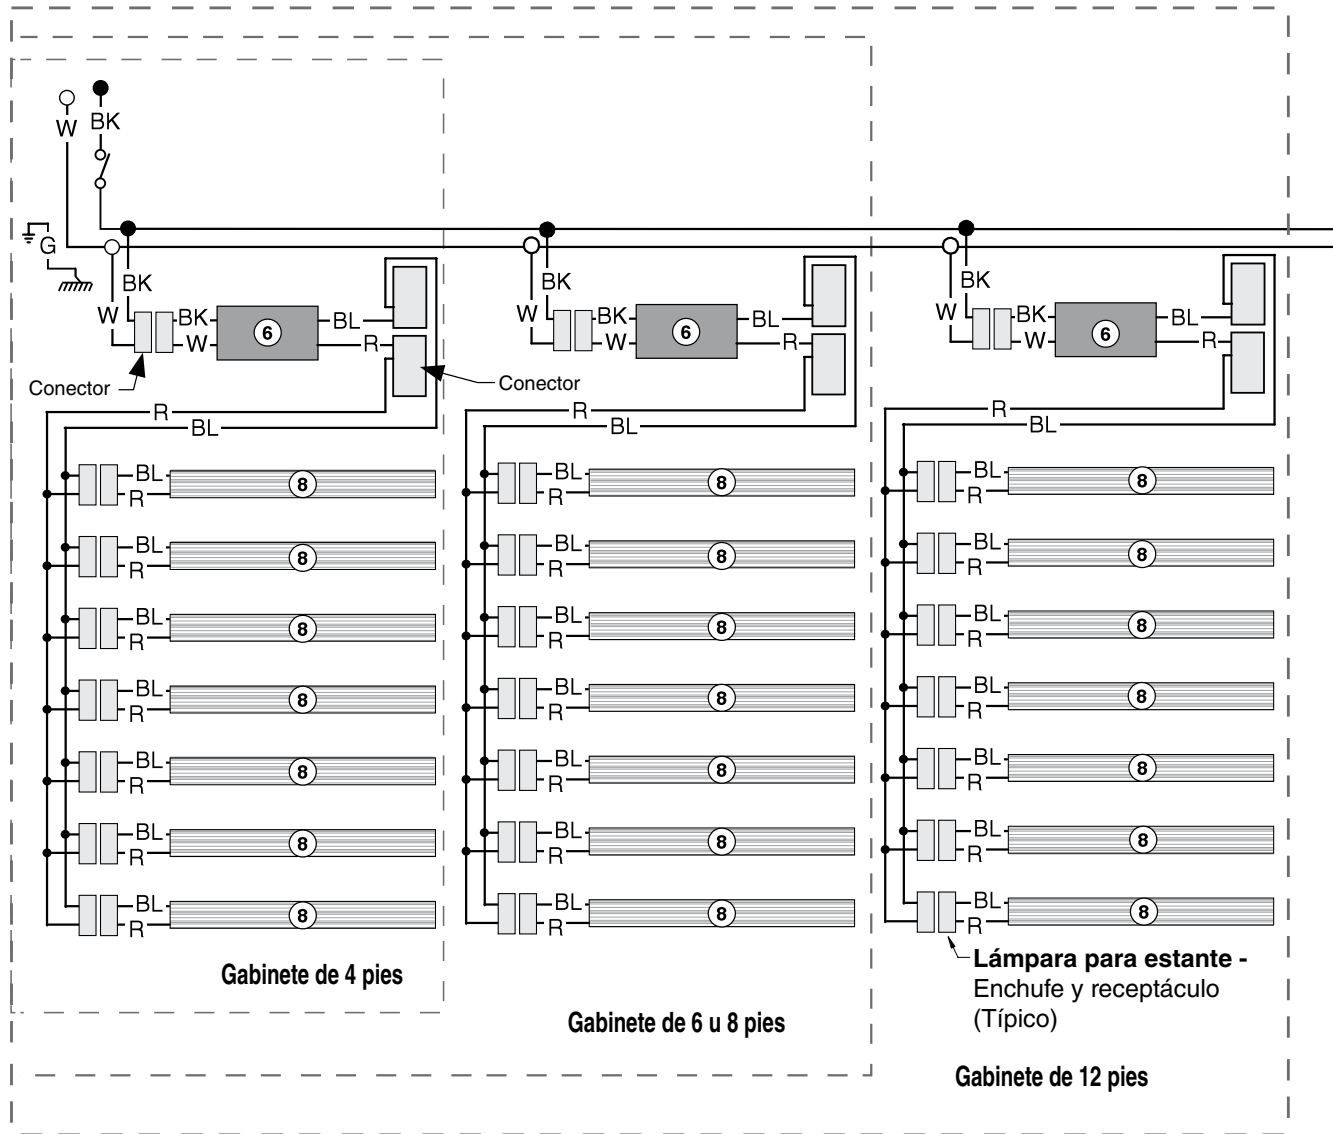 W BK
G
BK BK BK
W W W
BK 6 BL BK 6 BL BK 6 BL
W R W R W R
Conector Conector
R R R
BL BL BL
BL 8 BL 8 BL 8
R R R
BL 8 BL 8 BL 8
R R R
BL 8 BL 8 BL 8
R R R
BL 8 BL 8 BL 8
R R R
BL 8 BL 8 BL 8
R R R
BL 8 BL 8 BL 8
R R R
BL 8 BL 8 BL 8
R R R
Gabinete de 4 pies
Gabinete de 6 u 8 pies
Lámpara para estante -
Enchufe y receptáculo
(Típico)
Gabinete de 12 pies